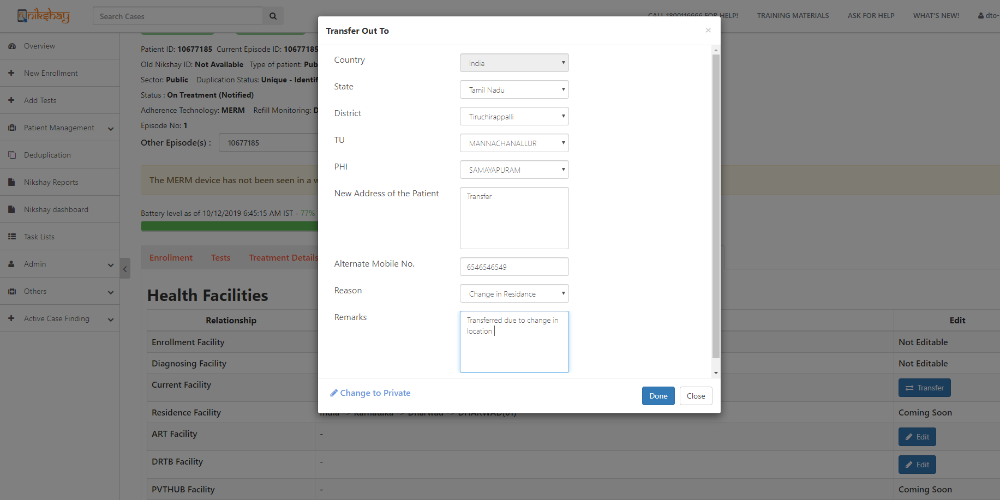 निkshay
Search Cases
CALL 1800116666 FOR HELP!
TRAINING MATERIALS
ASK FOR HELP
WHAT'S NEW!
dto-
Overview
New Enrollment
Add Tests
Patient Management
Deduplication
Nikshay Reports
Nikshay dashboard
Task Lists
Admin
Others
Active Case Finding
Patient ID: 10677185 Current Episode ID: 10677185
Old Nikshay ID: Not Available Type of patient: Pub
Sector: Public Duplication Status: Unique - Identif
Status : On Treatment (Notified)
Adherence Technology: MERM Refill Monitoring: D
Episode No: 1
Other Episode(s) : 10677185
The MERM device has not been seen in a w
Battery level as of 10/12/2019 6:45:15 AM IST - 77%
Enrollment Tests Treatment Details
Health Facilities
Relationship Edit
Enrollment Facility Not Editable
Diagnosing Facility Not Editable
Current Facility Transfer
Residence Facility India -> Karnataka -> Dharwad -> DHARWAD(01) Coming Soon
ART Facility - Edit
DRTB Facility - Edit
PVTHUB Facility - Coming Soon
Transfer Out To ×
Country India
State Tamil Nadu
District Tiruchirappalli
TU MANNACHANALLUR
PHI SAMAYAPURAM
New Address of the Patient Transfer
Alternate Mobile No. 6546546549
Reason Change in Residance
Remarks Transferred due to change in
location
Change to Private
Done Close